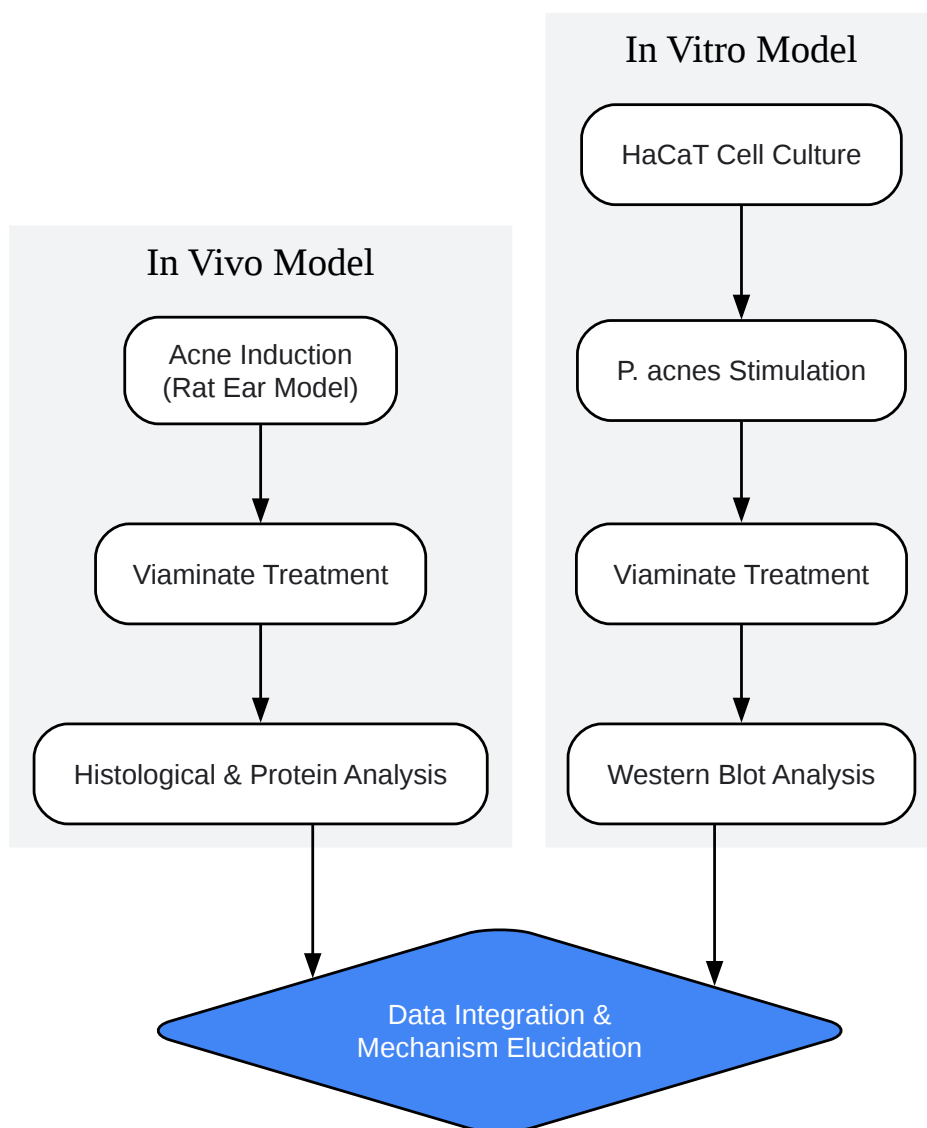 In Vivo Model
Acne Induction
(Rat Ear Model)
Viaminate Treatment
Histological & Protein Analysis
In Vitro Model
HaCaT Cell Culture
P. acnes Stimulation
Viaminate Treatment
Western Blot Analysis
Data Integration &
Mechanism Elucidation